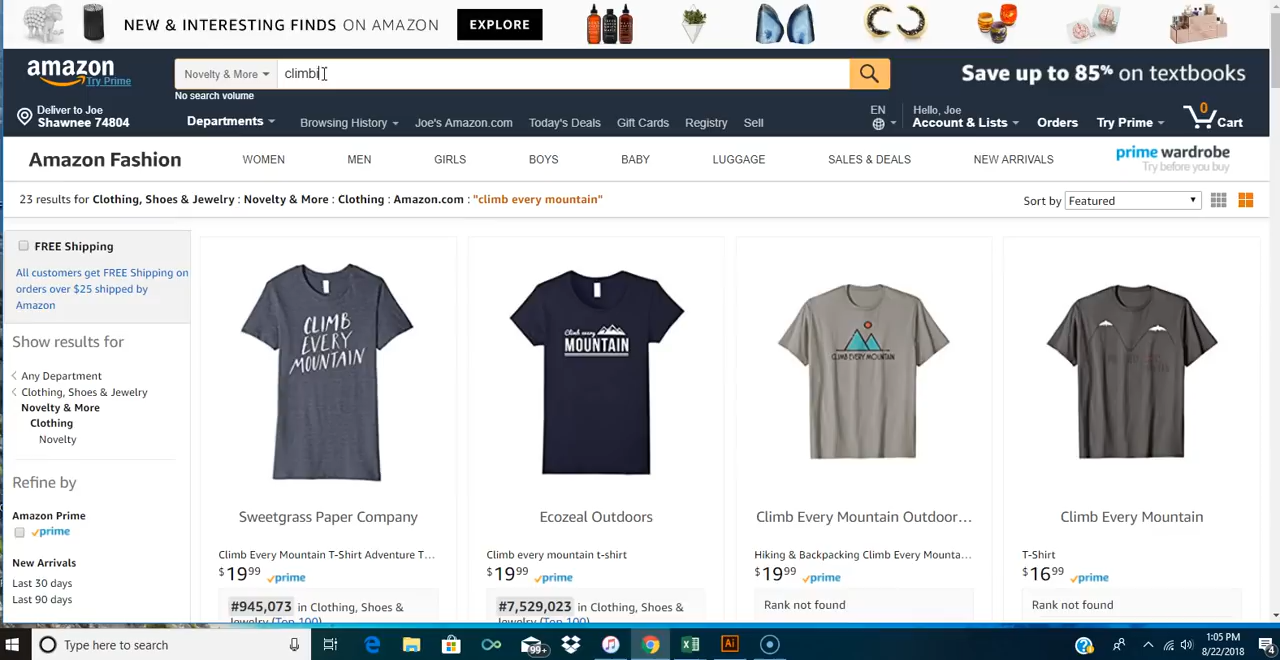 NEW & INTERESTING FINDS ON AMAZON EXPLORE
amazon
Try Prime
Novelty & More
climbi
No search volume
Save up to 85% on textbooks
Deliver to Joe
Shawnee 74804
Departments
Browsing History
Joe's Amazon.com
Today's Deals
Gift Cards
Registry
Sell
EN
Hello, Joe
Account & Lists
Orders
Try Prime
0
Cart
Amazon Fashion
WOMEN
MEN
GIRLS
BOYS
BABY
LUGGAGE
SALES & DEALS
NEW ARRIVALS
prime wardrobe
Try before you buy
23 results for Clothing, Shoes & Jewelry : Novelty & More : Clothing : Amazon.com : "climb every mountain"
Sort by Featured
FREE Shipping
All customers get FREE Shipping on
orders over $25 shipped by
Amazon
Show results for
Any Department
Clothing, Shoes & Jewelry
Novelty & More
Clothing
Novelty
Refine by
Amazon Prime
prime
New Arrivals
Last 30 days
Last 90 days
CLIMB
EVERY
MOUNTAIN
Sweetgrass Paper Company
Climb Every Mountain T-Shirt Adventure T...
$19.99 prime
#945,073 in Clothing, Shoes &
Jewelry (Top 100)
Climb every
MOUNTAIN
Ecozeal Outdoors
Climb every mountain t-shirt
$19.99 prime
#7,529,023 in Clothing, Shoes &
Jewelry (Top 100)
CLIMB EVERY MOUNTAIN
Climb Every Mountain Outdoor...
Hiking & Backpacking Climb Every Mounta...
$19.99 prime
Rank not found
Climb Every Mountain
T-Shirt
$16.99 prime
Rank not found
Type here to search
99+
Ai
1:05 PM
8/22/2018
4